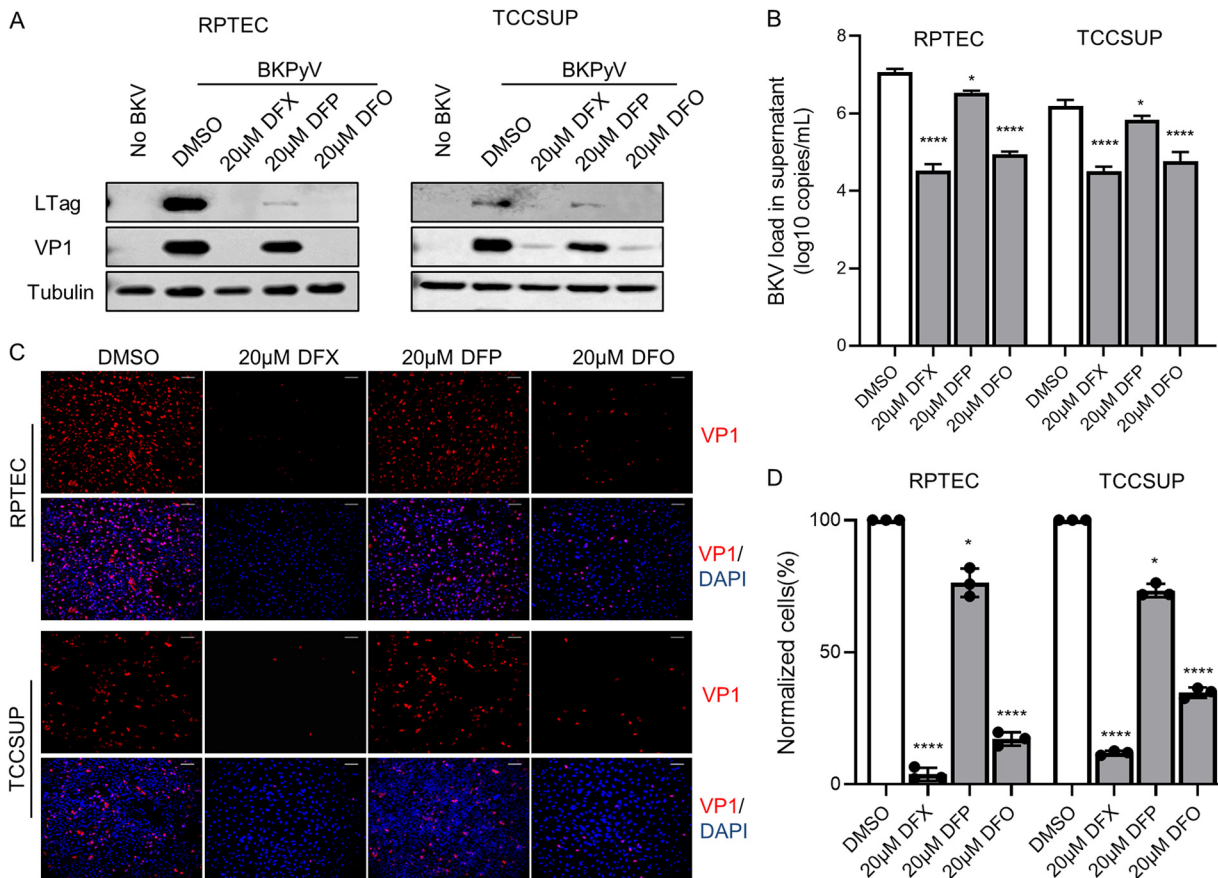 A
RPTEC
TCCSUP
BKPyV
BKPyV
No BKV
DMSO
20µM DFX
20µM DFP
20µM DFO
No BKV
DMSO
20µM DFX
20µM DFP
20µM DFO
LTag
VP1
Tubulin
B
RPTEC
TCCSUP
BKV load in supernatant
(log10 copies/mL)
8
6
4
2
0
****
*
****
****
*
****
DMSO
20µM DFX
20µM DFP
20µM DFO
DMSO
20µM DFX
20µM DFP
20µM DFO
C
DMSO
20µM DFX
20µM DFP
20µM DFO
RPTEC
VP1
VP1/
DAPI
TCCSUP
VP1
VP1/
DAPI
D
RPTEC
TCCSUP
Normalized cells(%)
100
50
0
****
*
****
****
*
****
DMSO
20µM DFX
20µM DFP
20µM DFO
DMSO
20µM DFX
20µM DFP
20µM DFO